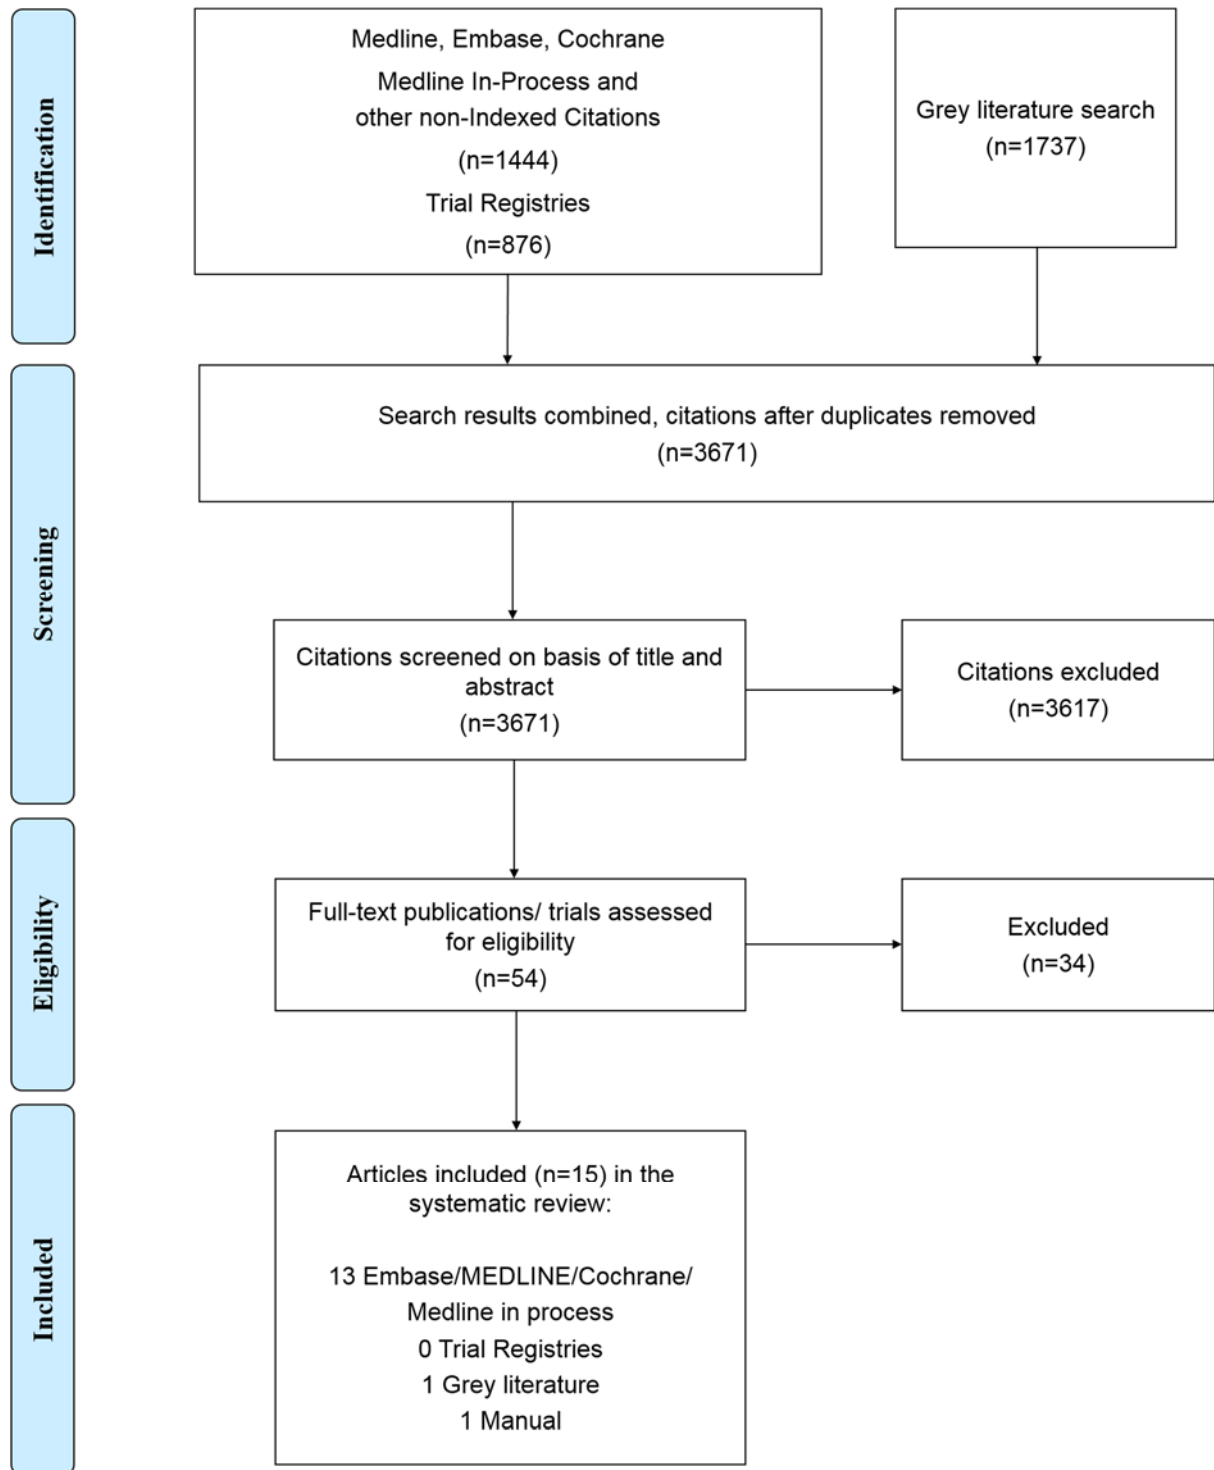 Identification
Medline, Embase, Cochrane
Medline In-Process and
other non-Indexed Citations
(n=1444)
Trial Registries
(n=876)
Grey literature search
(n=1737)
Screening
Search results combined, citations after duplicates removed
(n=3671)
Citations screened on basis of title and
abstract
(n=3671)
Citations excluded
(n=3617)
Eligibility
Full-text publications/ trials assessed
for eligibility
(n=54)
Excluded
(n=34)
Included
Articles included (n=15) in the
systematic review:
13 Embase/MEDLINE/Cochrane/
Medline in process
0 Trial Registries
1 Grey literature
1 Manual